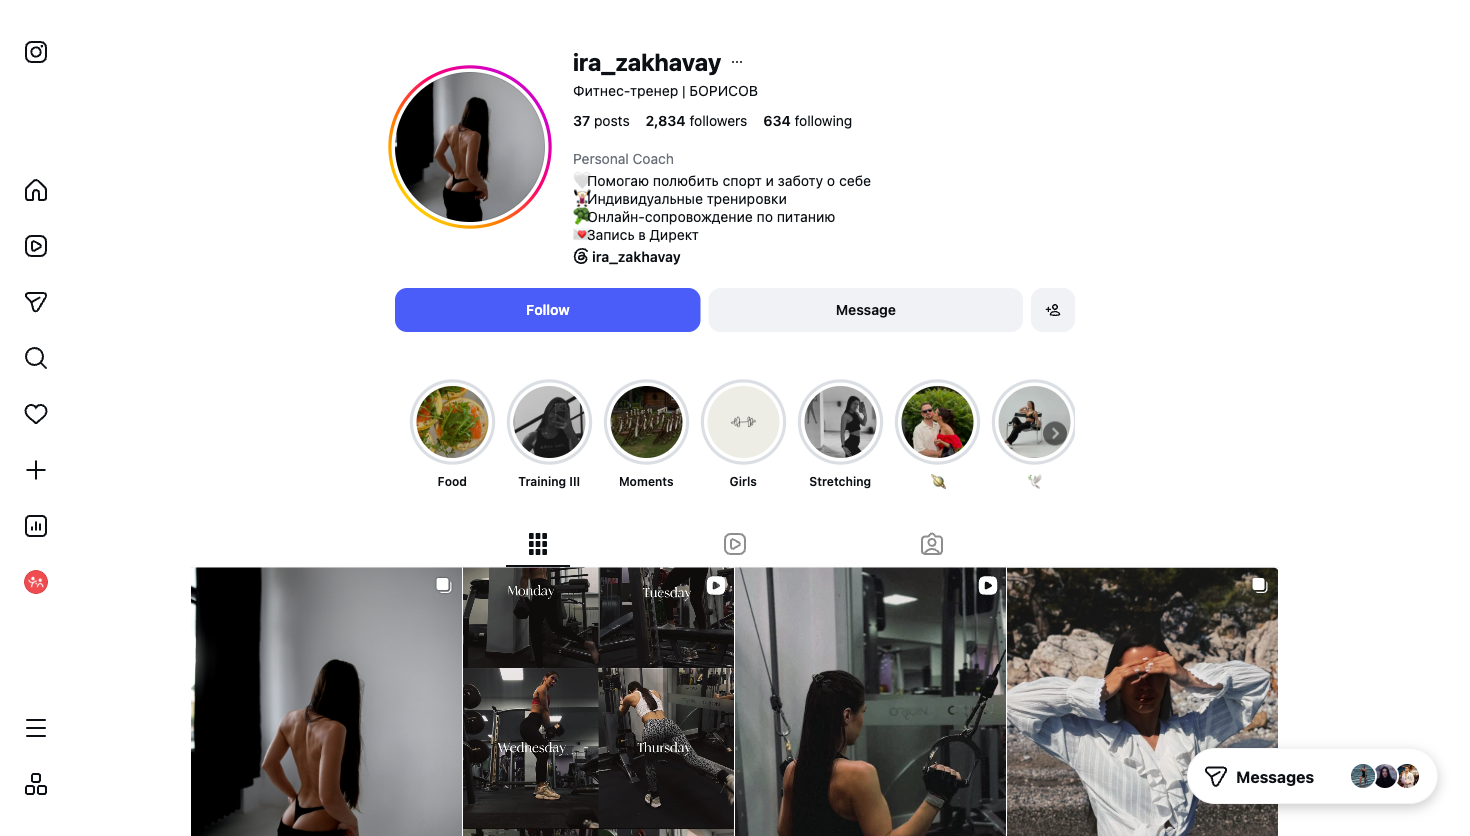 ira_zakhavay ...
Фитнес-тренер | БОРИСОВ
37 posts 2,834 followers 634 following
Personal Coach
🤍Помогаю полюбить спорт и заботу о себе
🏋🏻‍♀️Индивидуальные тренировки
🥦Онлайн-сопровождение по питанию
💌Запись в Директ
ira_zakhavay
Follow Message
Food Training III Moments Girls Stretching 🪐 🕊️
Monday Tuesday
Wednesday Thursday
Messages